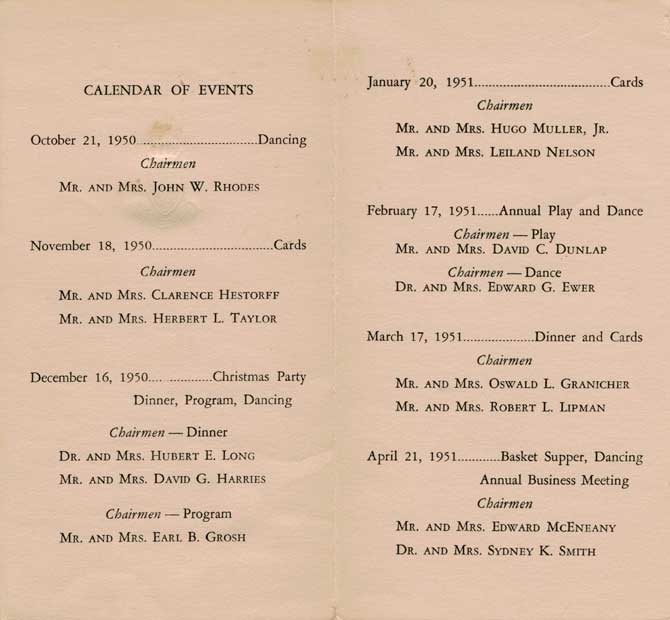 CALENDAR OF EVENTS
October 21, 1950...................................Dancing
Chairmen
MR. AND MRS. JOHN W. RHODES
November 18, 1950...................................Cards
Chairmen
MR. AND MRS. CLARENCE HESTORFF
MR. AND MRS. HERBERT L. TAYLOR
December 16, 1950.................Christmas Party
Dinner, Program, Dancing
Chairmen — Dinner
DR. AND MRS. HUBERT E. LONG
MR. AND MRS. DAVID G. HARRIES
Chairmen — Program
MR. AND MRS. EARL B. GROSH
January 20, 1951.......................................Cards
Chairmen
MR. AND MRS. HUGO MULLER, JR.
MR. AND MRS. LEILAND NELSON
February 17, 1951......Annual Play and Dance
Chairmen — Play
MR. AND MRS. DAVID C. DUNLAP
Chairmen — Dance
DR. AND MRS. EDWARD G. EWER
March 17, 1951....................Dinner and Cards
Chairmen
MR. AND MRS. OSWALD L. GRANICHER
MR. AND MRS. ROBERT L. LIPMAN
April 21, 1951............Basket Supper, Dancing
Annual Business Meeting
Chairmen
MR. AND MRS. EDWARD MCENEANY
DR. AND MRS. SYDNEY K. SMITH